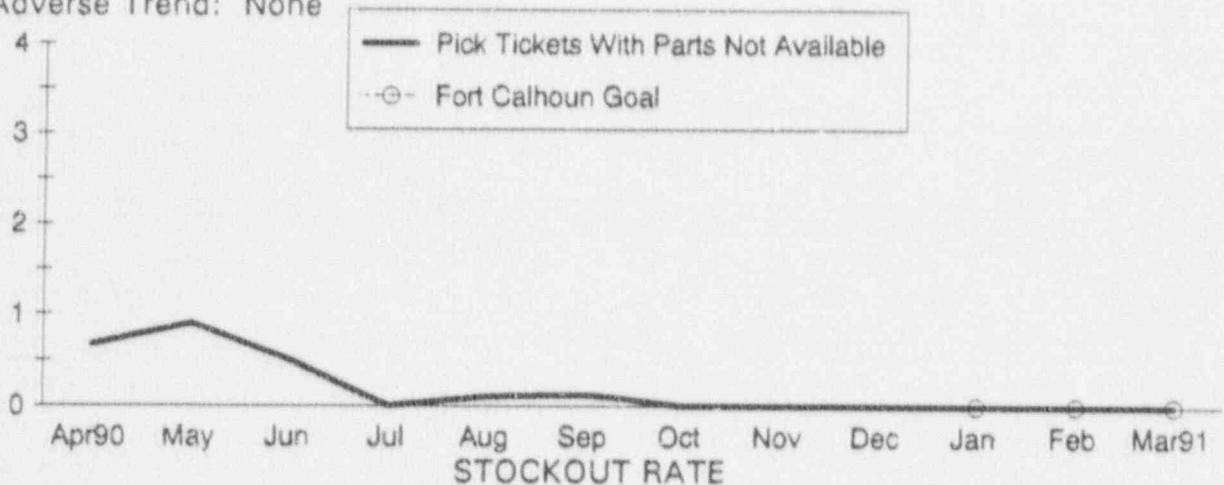 Adverse Trend: None
Pick Tickets With Parts Not Available
Fort Calhoun Goal
4
3
2
1
0
Apr90 May Jun Jul Aug Sep Oct Nov Dec Jan Feb Mar91
STOCKOUT RATE